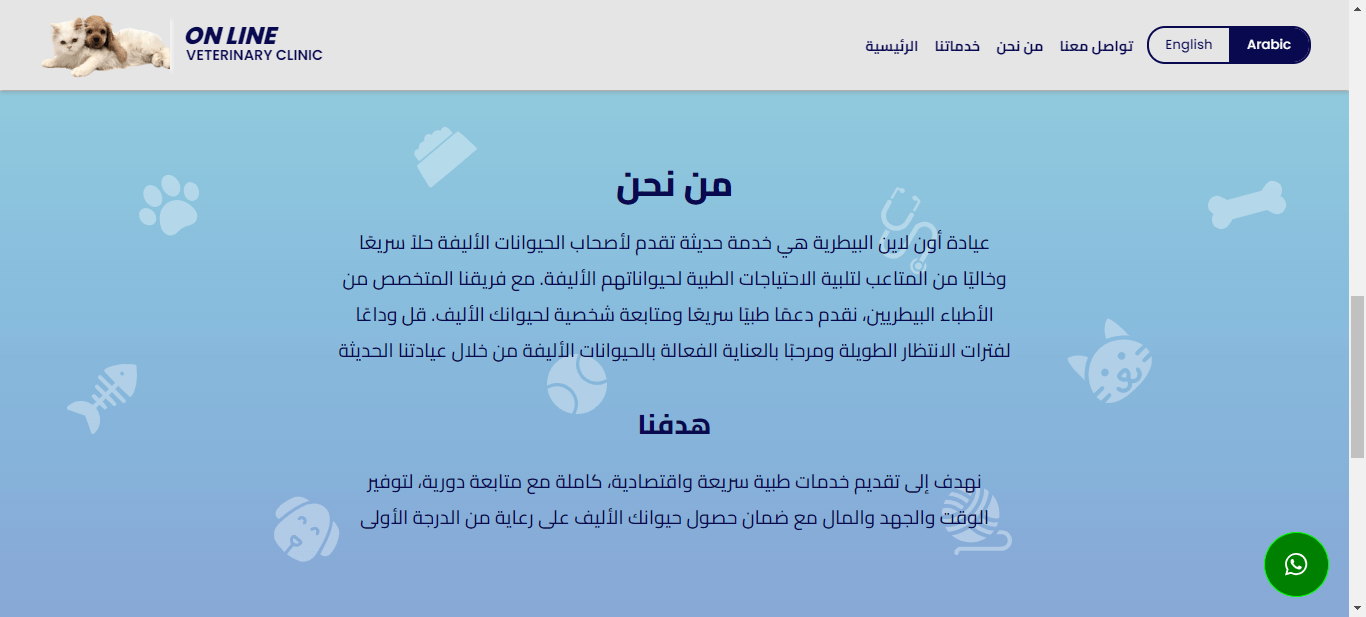 ON LINE
VETERINARY CLINIC
الرئيسية
خدماتنا
من نحن
تواصل معنا
English
Arabic
من نحن
عيادة أون لاين البيطرية هي خدمة حديثة تقدم لأصحاب الحيوانات الأليفة حلاً سريعًا
وخاليًا من المتاعب لتلبية الاحتياجات الطبية لحيواناتهم الأليفة. مع فريقنا المتخصص من
الأطباء البيطريين، نقدم دعمًا طبيًا سريعًا ومتابعة شخصية لحيوانك الأليف. قل وداعًا
لفترات الانتظار الطويلة ومرحبًا بالعناية الفعالة بالحيوانات الأليفة من خلال عيادتنا الحديثة
هدفنا
نهدف إلى تقديم خدمات طبية سريعة واقتصادية، كاملة مع متابعة دورية، لتوفير
الوقت والجهد والمال مع ضمان حصول حيوانك الأليف على رعاية من الدرجة الأولى